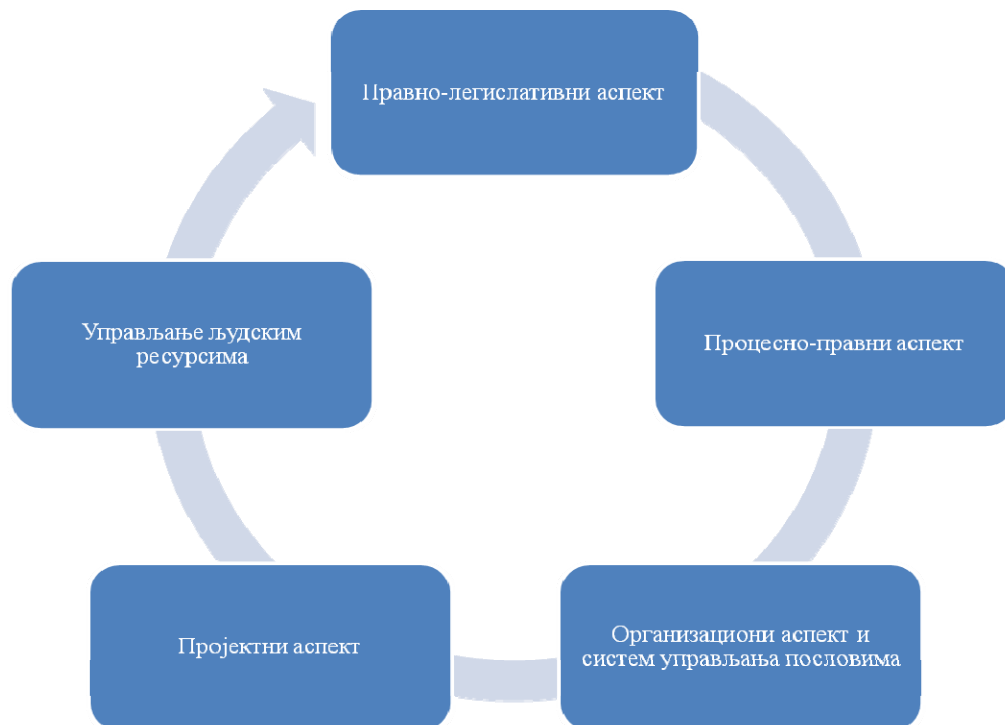 Правно-легислативни аспект
Процесно-правни аспект
Организациони аспект и
систем управљања пословима
Пројектни аспект
Управљање људским
ресурсима